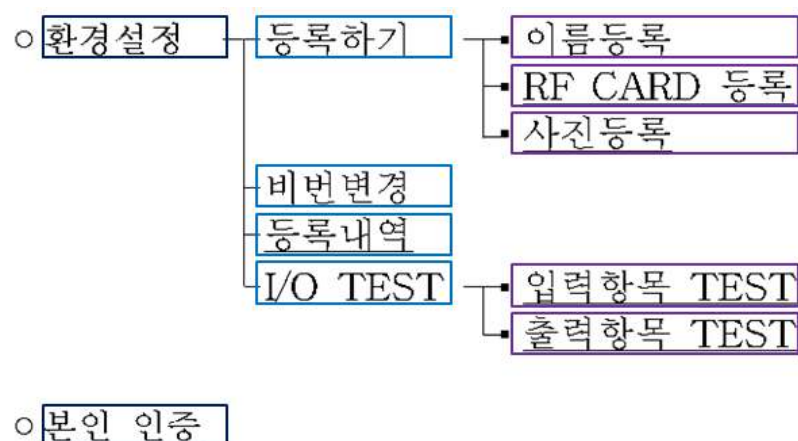 ○ 환경설정 등록하기 ▪ 이름등록
▪ RF CARD 등록
▪ 사진등록
비번변경
등록내역
I/O TEST ▪ 입력항목 TEST
▪ 출력항목 TEST
○ 본인 인증